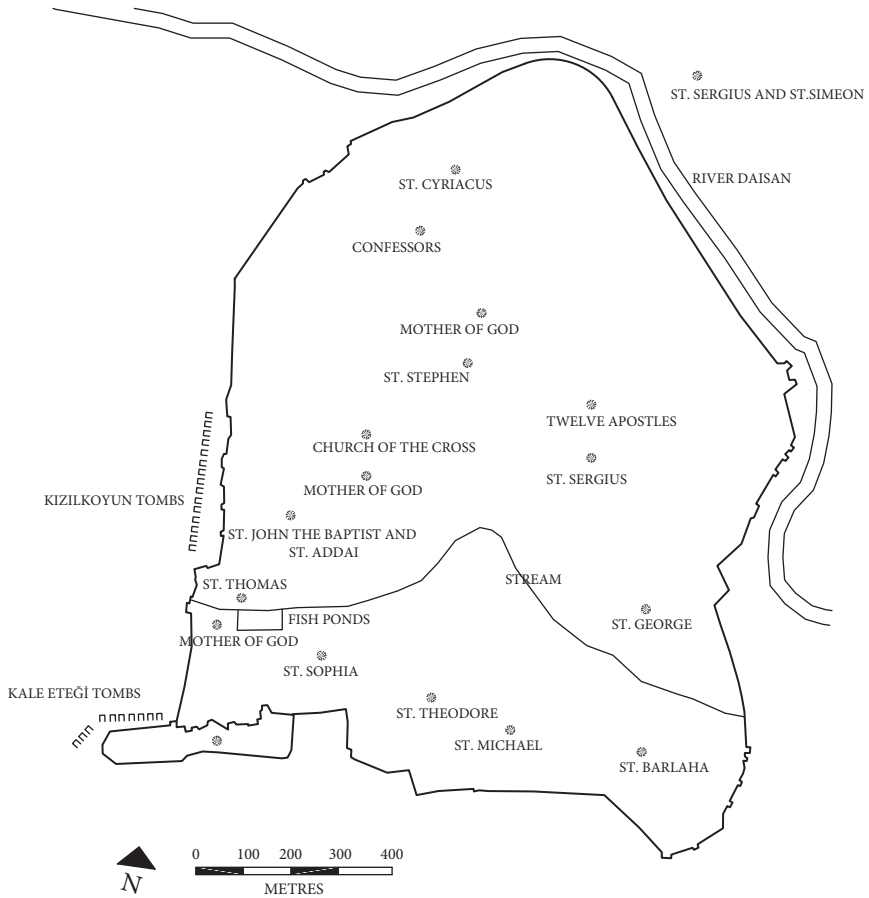 ST. SERGIUS AND ST.SIMEON
RIVER DAISAN
ST. CYRIACUS
CONFESSORS
MOTHER OF GOD
ST. STEPHEN
TWELVE APOSTLES
CHURCH OF THE CROSS
ST. SERGIUS
MOTHER OF GOD
KIZILKOYUN TOMBS
ST. JOHN THE BAPTIST AND
ST. ADDAI
STREAM
ST. THOMAS
FISH PONDS
ST. GEORGE
MOTHER OF GOD
ST. SOPHIA
KALE ETEĞİ TOMBS
ST. THEODORE
ST. MICHAEL
ST. BARLAHA
N
0 100 200 300 400
METRES